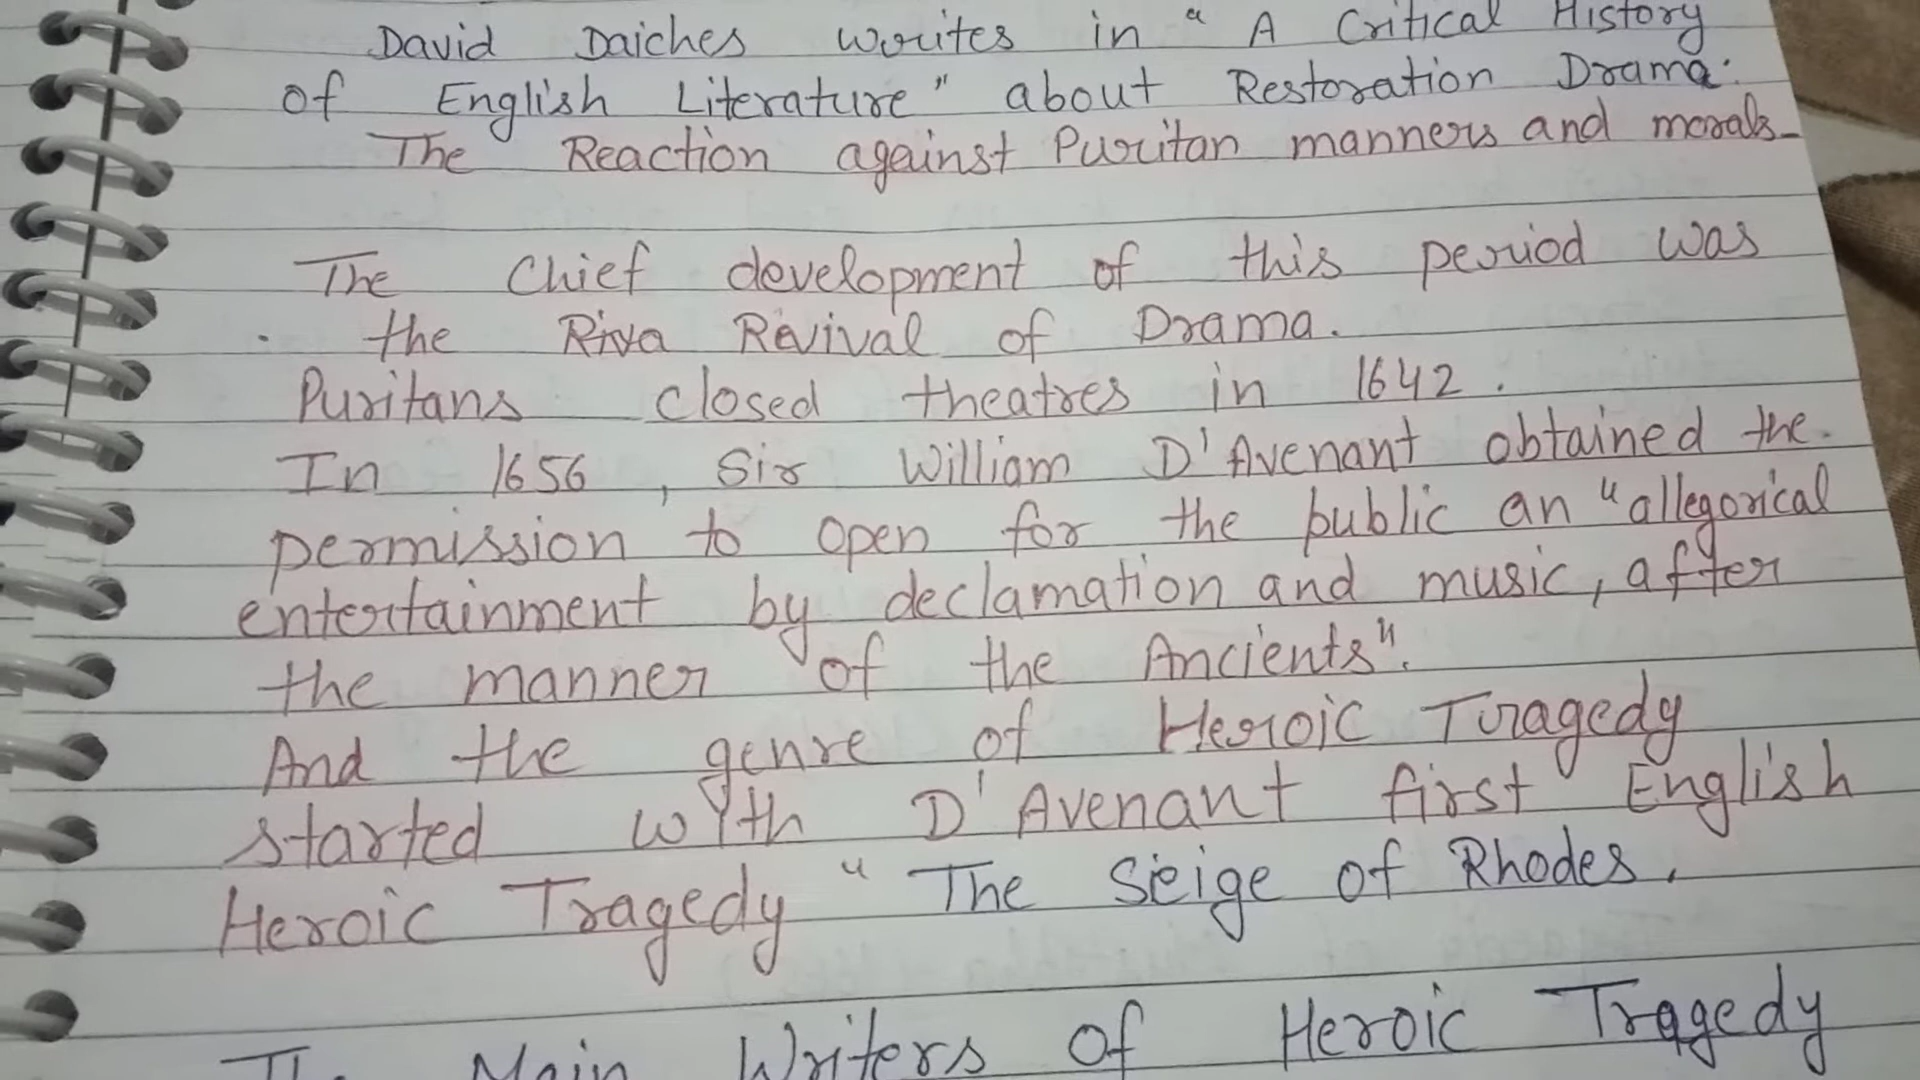 David Daiches writes in " A Critical History
of English Literature" about Restoration Drama.
The Reaction against Puritan manners and morals-
The Chief development of this period was
the Riva Revival of Drama.
Puritans closed theatres in 1642.
In 1656, Sir William D'Avenant obtained the
permission to open for the public an "allegorical
entertainment by declamation and music, after
the manner of the Ancients".
And the genre of Heroic Tragedy
started with D'Avenant first English
Heroic Tragedy " The Seige of Rhodes.
The Main Writers of Heroic Tragedy